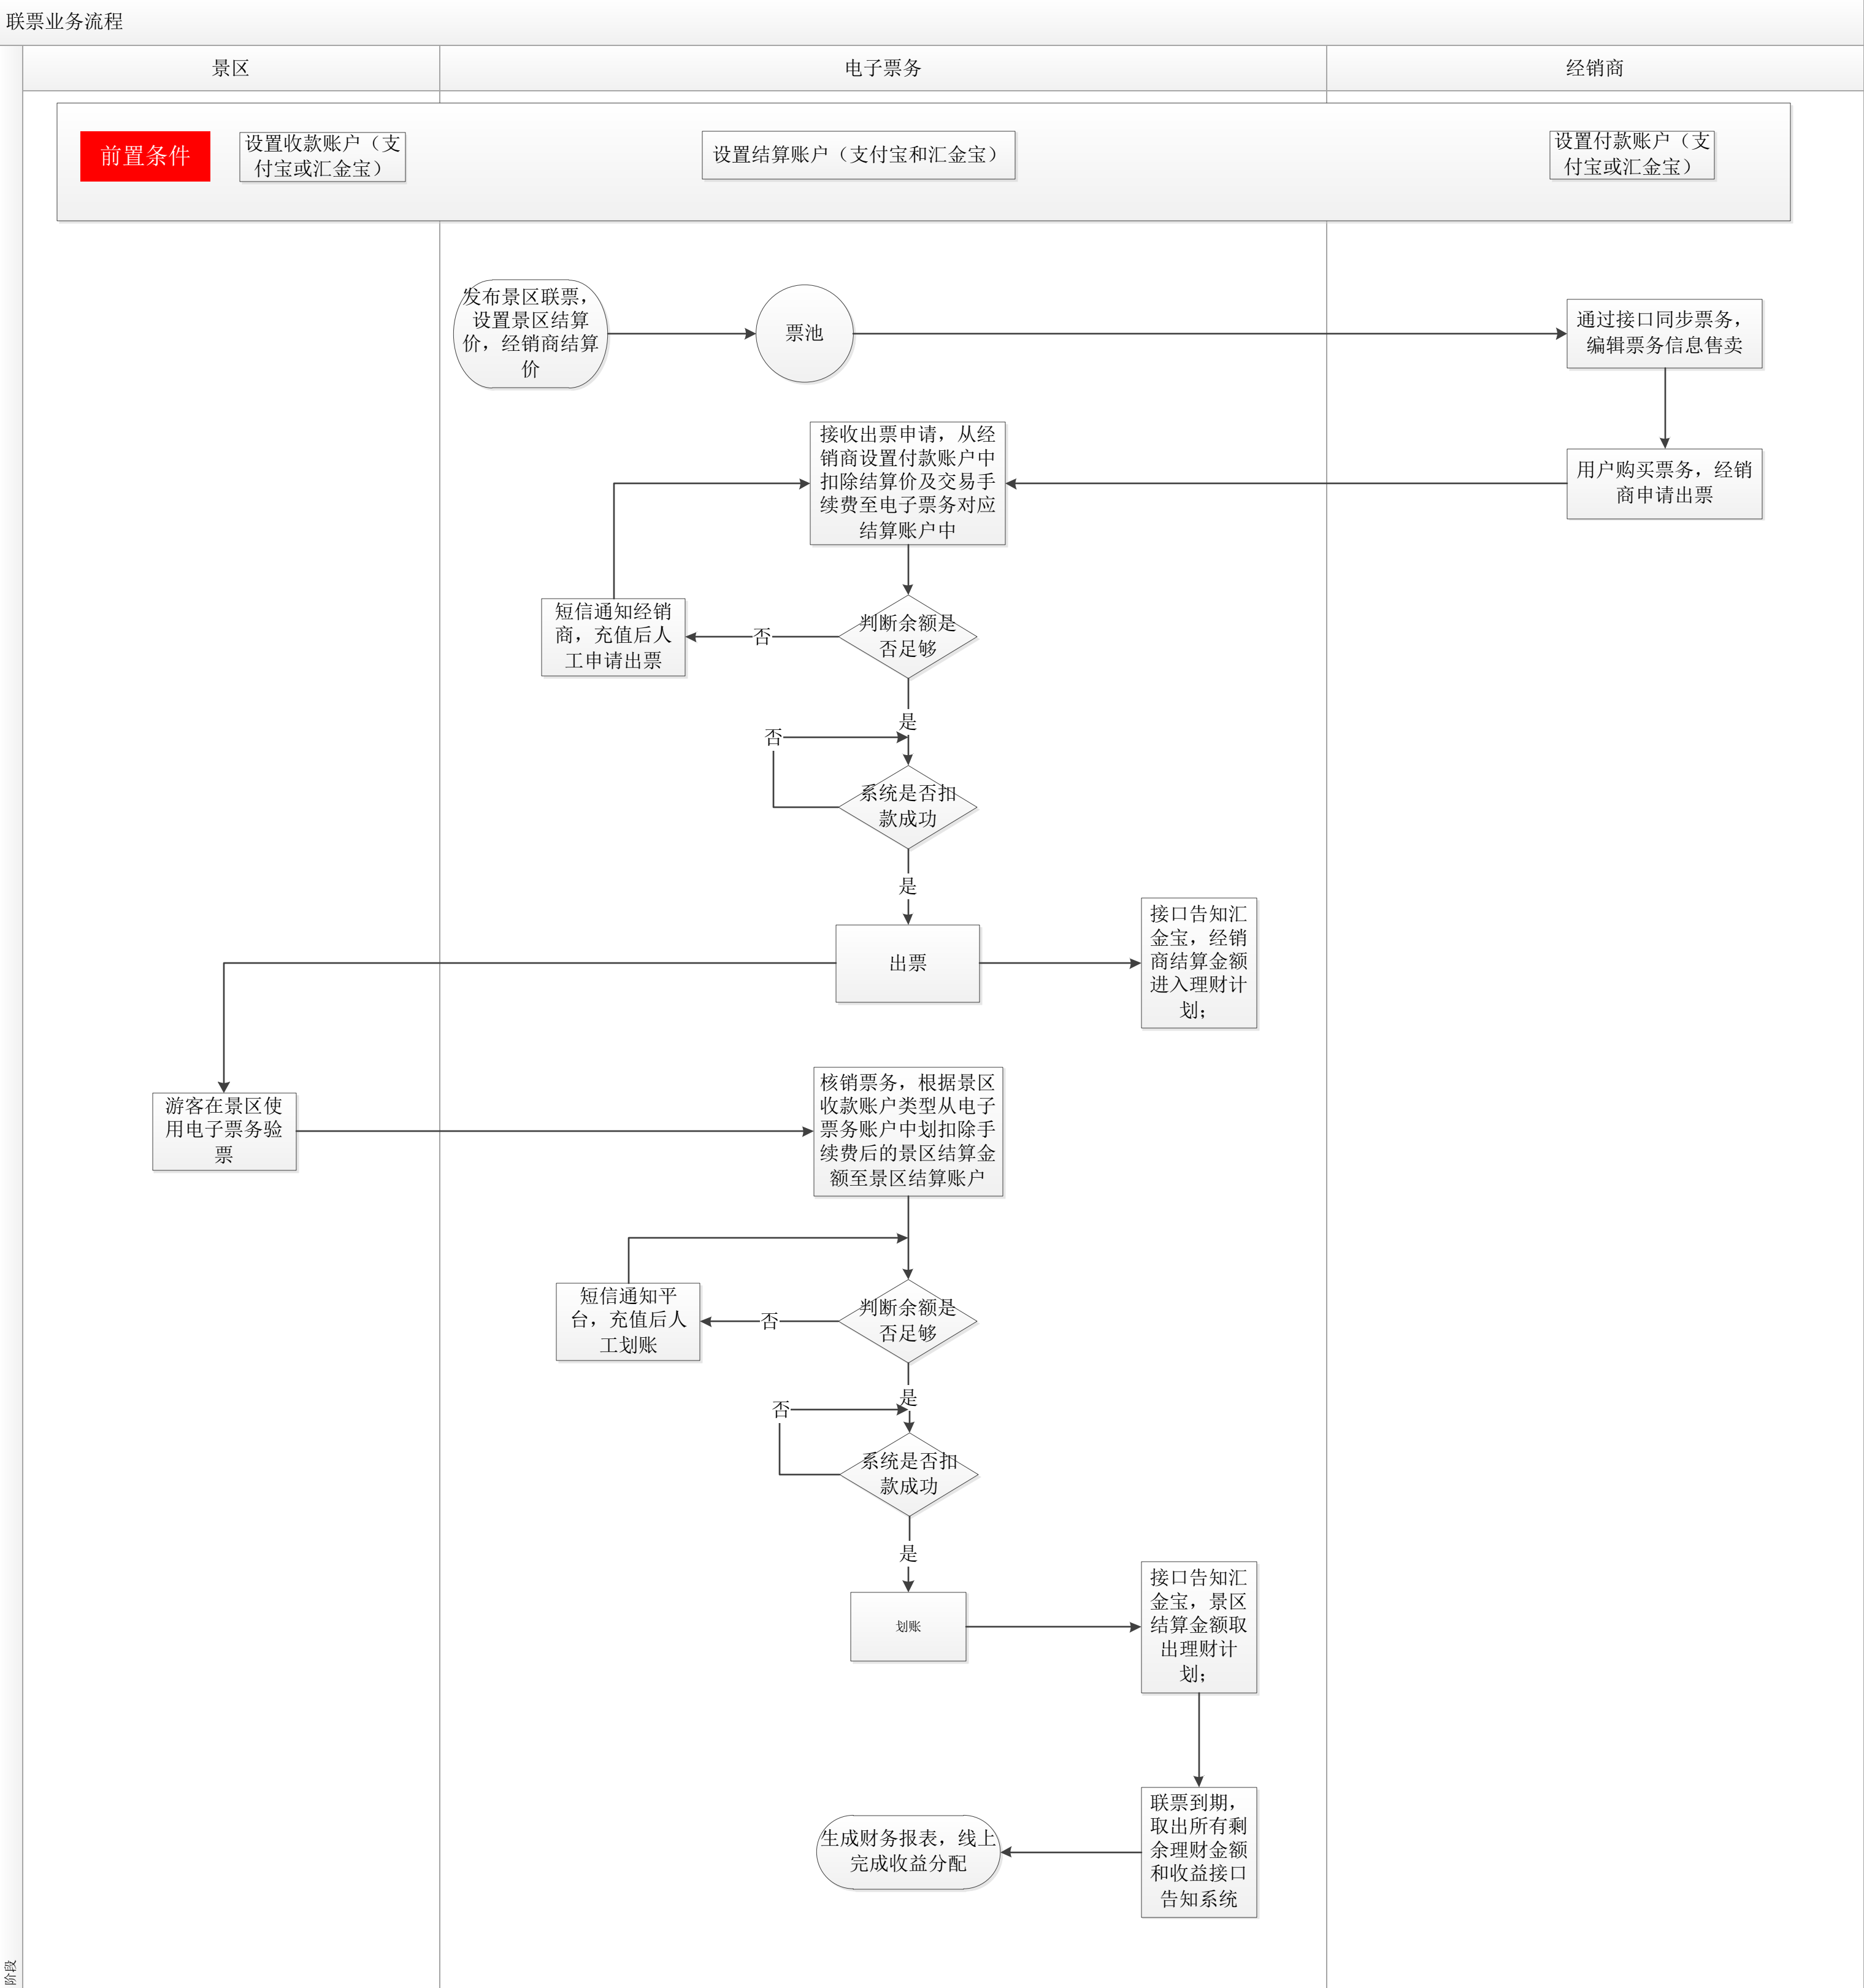 联票业务流程
景区
电子票务
经销商
前置条件
设置收款账户（支
付宝或汇金宝）
设置结算账户（支付宝和汇金宝）
设置付款账户（支
付宝或汇金宝）
发布景区联票，
设置景区结算
价，经销商结算
价
票池
通过接口同步票务，
编辑票务信息售卖
用户购买票务，经销
商申请出票
接收出票申请，从经
销商设置付款账户中
扣除结算价及交易手
续费至电子票务对应
结算账户中
判断余额是
否足够
否
短信通知经销
商，充值后人
工申请出票
是
否
系统是否扣
款成功
是
出票
接口告知汇
金宝，经销
商结算金额
进入理财计
划；
游客在景区使
用电子票务验
票
核销票务，根据景区
收款账户类型从电子
票务账户中划扣除手
续费后的景区结算金
额至景区结算账户
判断余额是
否足够
否
短信通知平
台，充值后人
工划账
是
否
系统是否扣
款成功
是
划账
接口告知汇
金宝，景区
结算金额取
出理财计
划；
联票到期，
取出所有剩
余理财金额
和收益接口
告知系统
生成财务报表，线上
完成收益分配
阶段